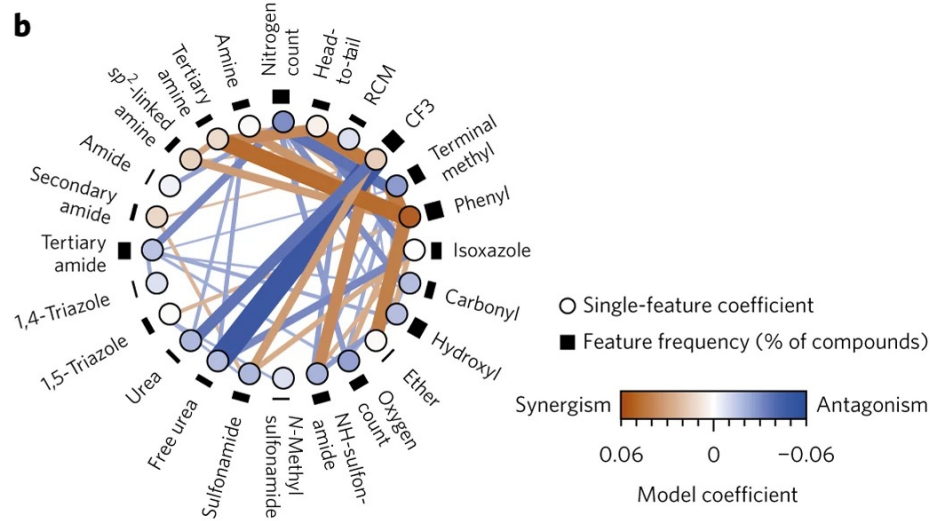 b
Nitrogen
count
Head-
to-tail
RCM
CF3
Terminal
methyl
Phenyl
Isoxazole
Carbonyl
Hydroxyl
Ether
Oxygen
count
NH-sulfon-
amide
N-Methyl
sulfonamide
Sulfonamide
Free urea
Urea
1,5-Triazole
1,4-Triazole
Tertiary
amide
Secondary
amide
Amide
sp²-linked
amine
Tertiary
amine
Amine
Single-feature coefficient
Feature frequency (% of compounds)
Synergism
Antagonism
0.06
0
−0.06
Model coefficient